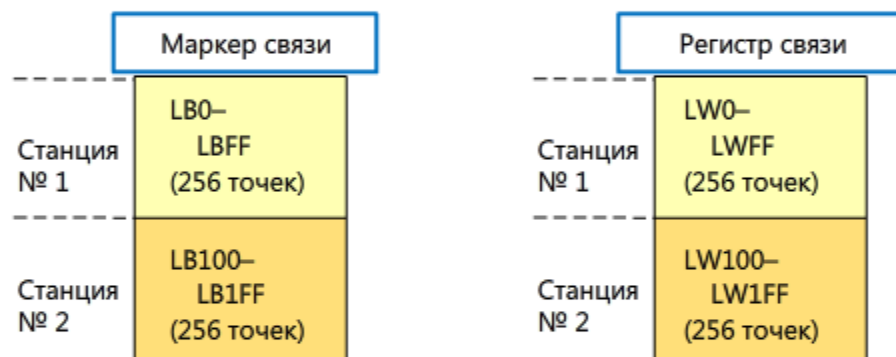 Маркер связи
LB0–
LBFF
(256 точек)
Станция
№ 1
LB100–
LB1FF
(256 точек)
Станция
№ 2
Регистр связи
LW0–
LWFF
(256 точек)
Станция
№ 1
LW100–
LW1FF
(256 точек)
Станция
№ 2